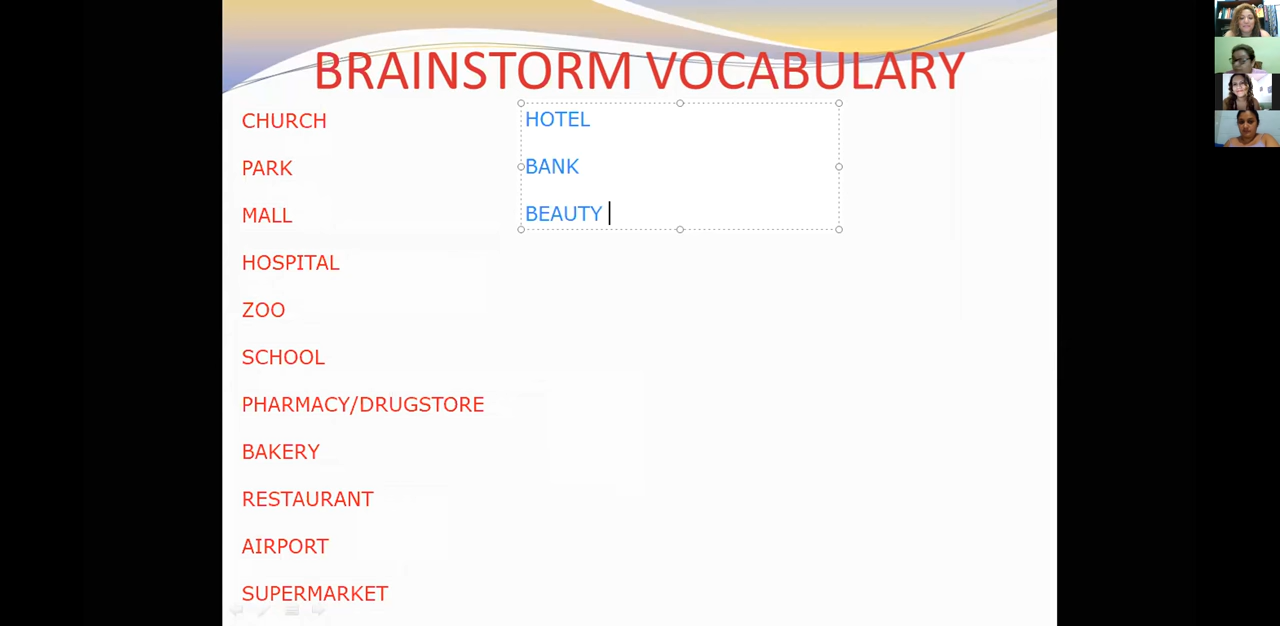 BRAINSTORM VOCABULARY
CHURCH
PARK
MALL
HOSPITAL
ZOO
SCHOOL
PHARMACY/DRUGSTORE
BAKERY
RESTAURANT
AIRPORT
SUPERMARKET
HOTEL
BANK
BEAUTY